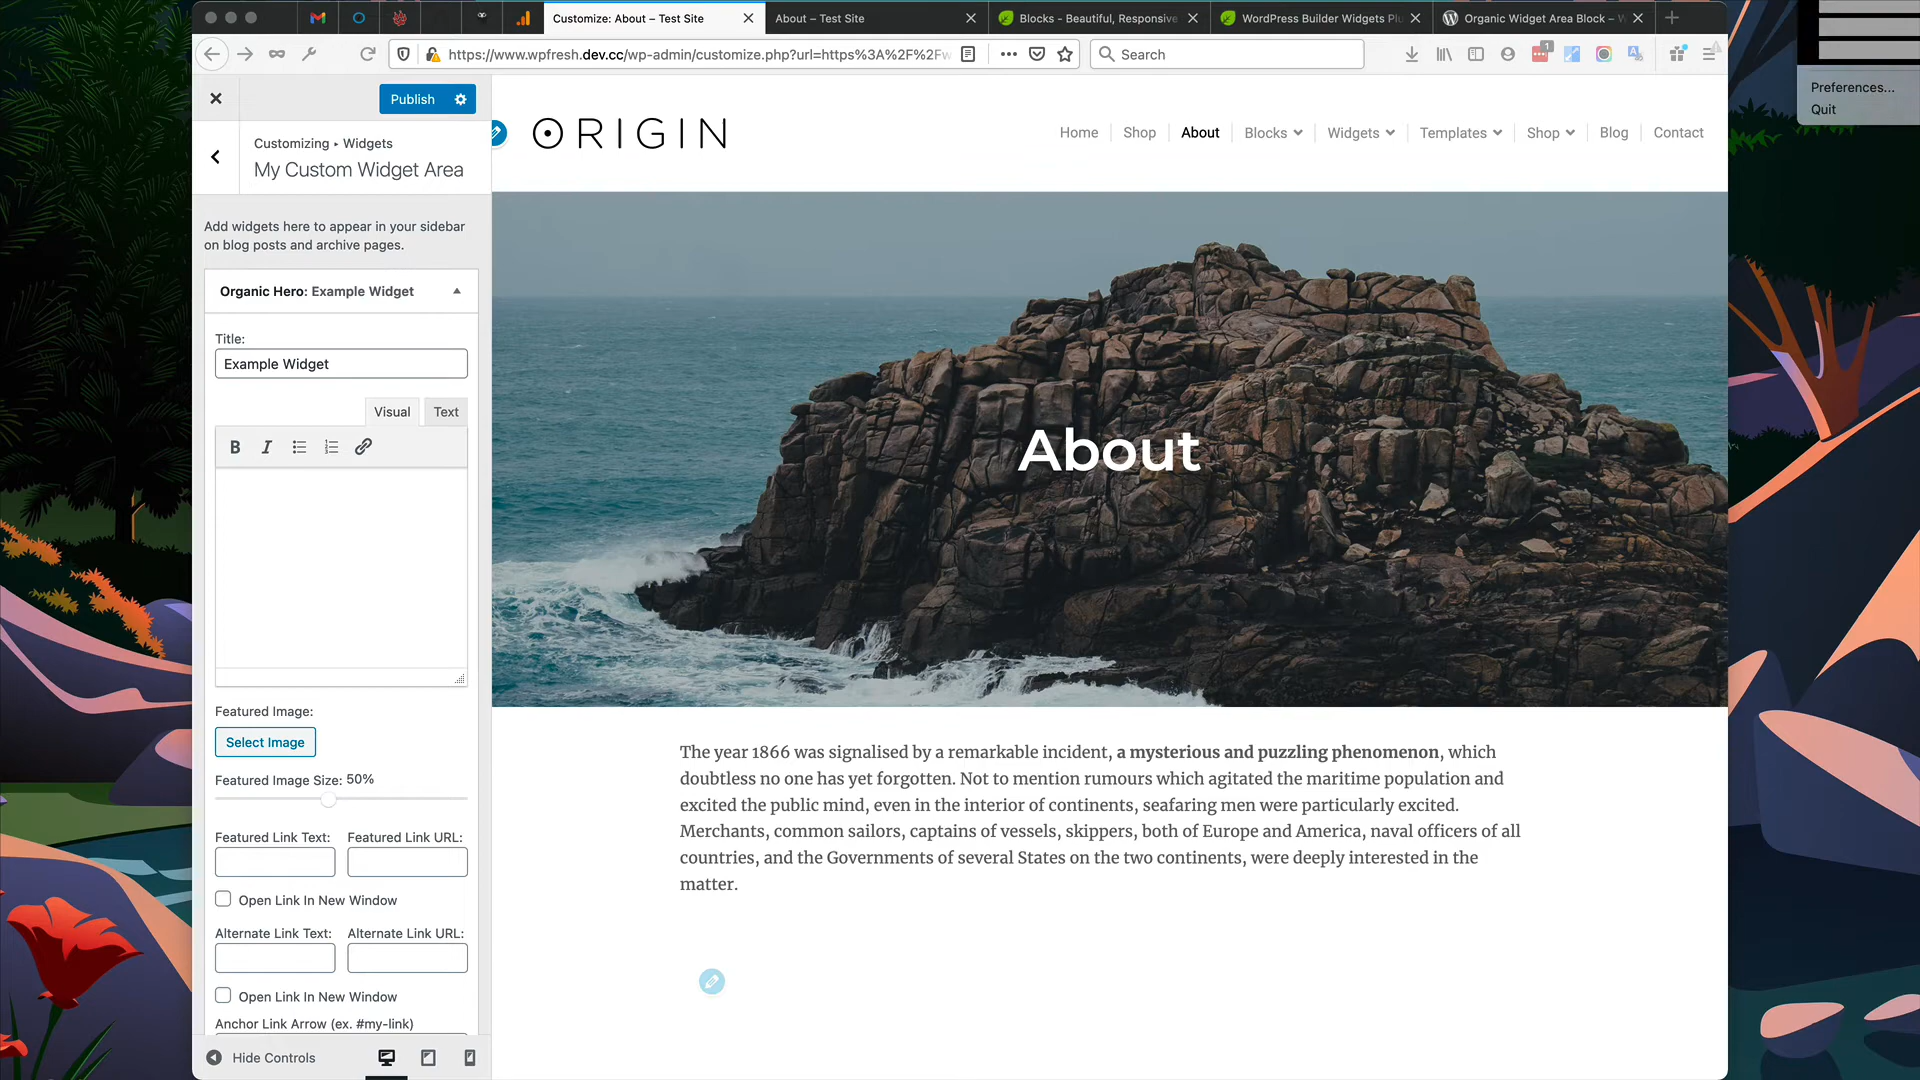 Customize: About – Test Site
About – Test Site
Blocks - Beautiful, Responsive
WordPress Builder Widgets Plu
Organic Widget Area Block – W
https://www.wpfresh.dev.cc/wp-admin/customize.php?url=https%3A%2F%2Fw
Search
1
Preferences...
Quit
Publish
Customizing ▸ Widgets
My Custom Widget Area
ORIGIN
Home
Shop
About
Blocks
Widgets
Templates
Shop
Blog
Contact
Add widgets here to appear in your sidebar
on blog posts and archive pages.
Organic Hero: Example Widget
Title:
Example Widget
Visual
Text
B I
Featured Image:
Select Image
Featured Image Size: 50%
Featured Link Text:
Featured Link URL:
Open Link In New Window
Alternate Link Text:
Alternate Link URL:
Open Link In New Window
Anchor Link Arrow (ex. #my-link)
Hide Controls
About
The year 1866 was signalised by a remarkable incident, a mysterious and puzzling phenomenon, which
doubtless no one has yet forgotten. Not to mention rumours which agitated the maritime population and
excited the public mind, even in the interior of continents, seafaring men were particularly excited.
Merchants, common sailors, captains of vessels, skippers, both of Europe and America, naval officers of all
countries, and the Governments of several States on the two continents, were deeply interested in the
matter.